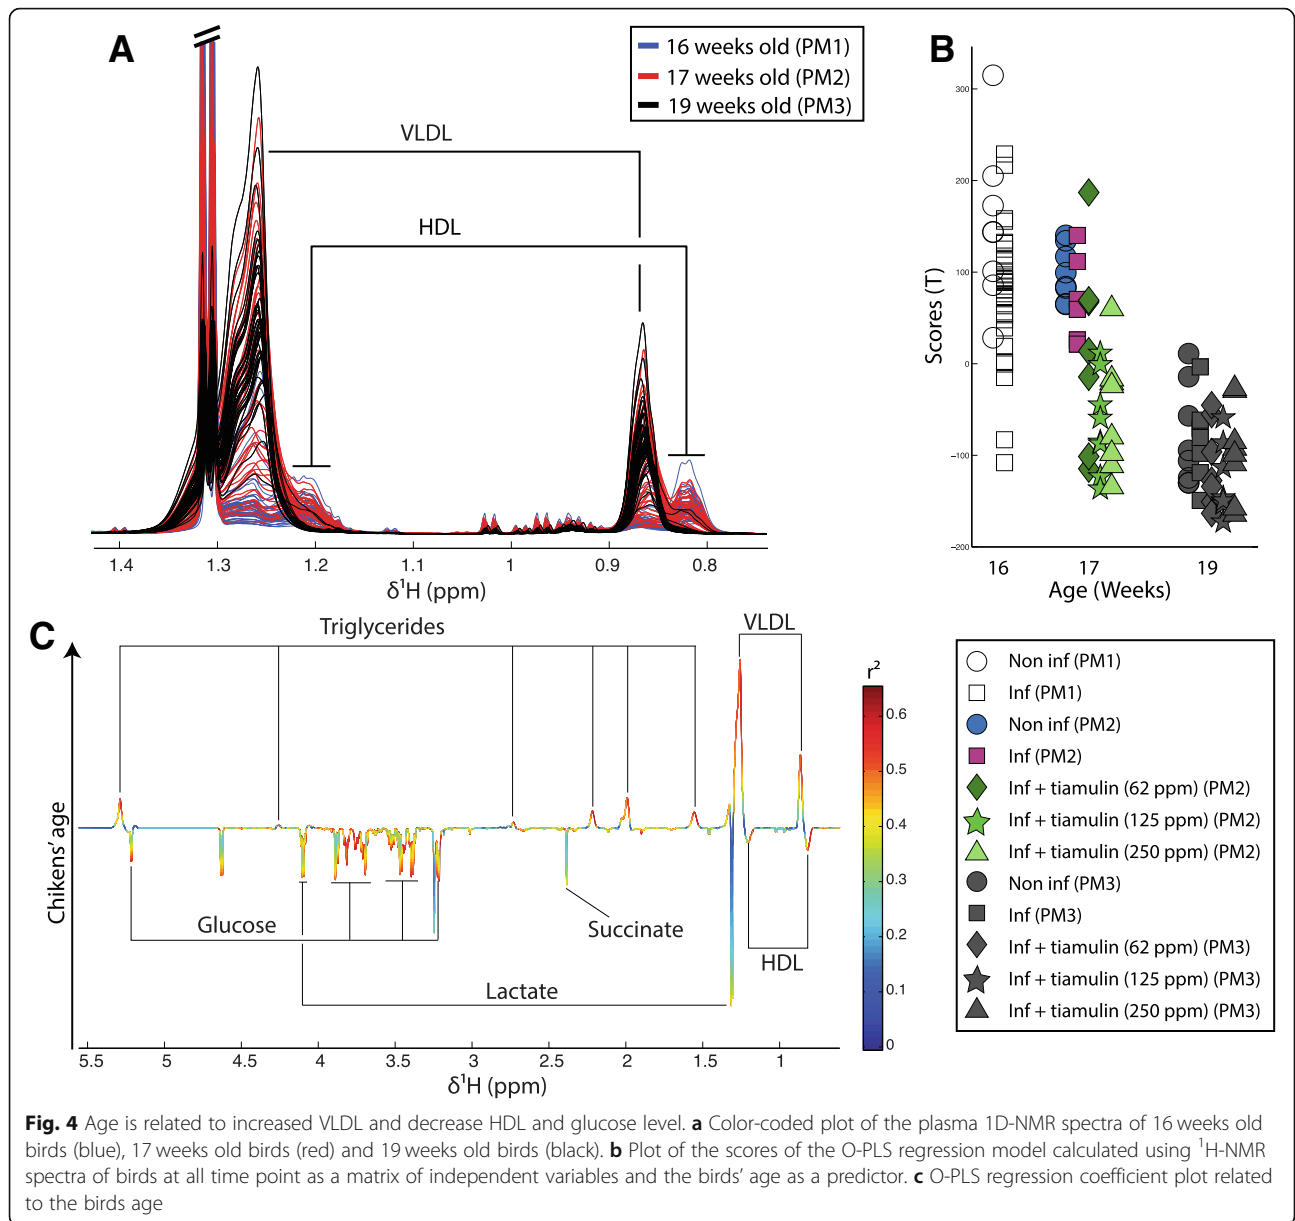 A
16 weeks old (PM1)
17 weeks old (PM2)
19 weeks old (PM3)
VLDL
HDL
1.4 1.3 1.2 1.1 1 0.9 0.8
δ¹H (ppm)
B
300
200
100
0
−100
−200
Scores (T)
16 17 19
Age (Weeks)
C
Triglycerides
VLDL
r²
0.6
0.5
0.4
0.3
0.2
0.1
0
Chikens' age
Glucose
Succinate
HDL
Lactate
5.5 5 4.5 4 3.5 3 2.5 2 1.5 1
δ¹H (ppm)
Non inf (PM1)
Inf (PM1)
Non inf (PM2)
Inf (PM2)
Inf + tiamulin (62 ppm) (PM2)
Inf + tiamulin (125 ppm) (PM2)
Inf + tiamulin (250 ppm) (PM2)
Non inf (PM3)
Inf (PM3)
Inf + tiamulin (62 ppm) (PM3)
Inf + tiamulin (125 ppm) (PM3)
Inf + tiamulin (250 ppm) (PM3)
Fig. 4 Age is related to increased VLDL and decrease HDL and glucose level. a Color-coded plot of the plasma 1D-NMR spectra of 16 weeks old
birds (blue), 17 weeks old birds (red) and 19 weeks old birds (black). b Plot of the scores of the O-PLS regression model calculated using ¹H-NMR
spectra of birds at all time point as a matrix of independent variables and the birds' age as a predictor. c O-PLS regression coefficient plot related
to the birds age